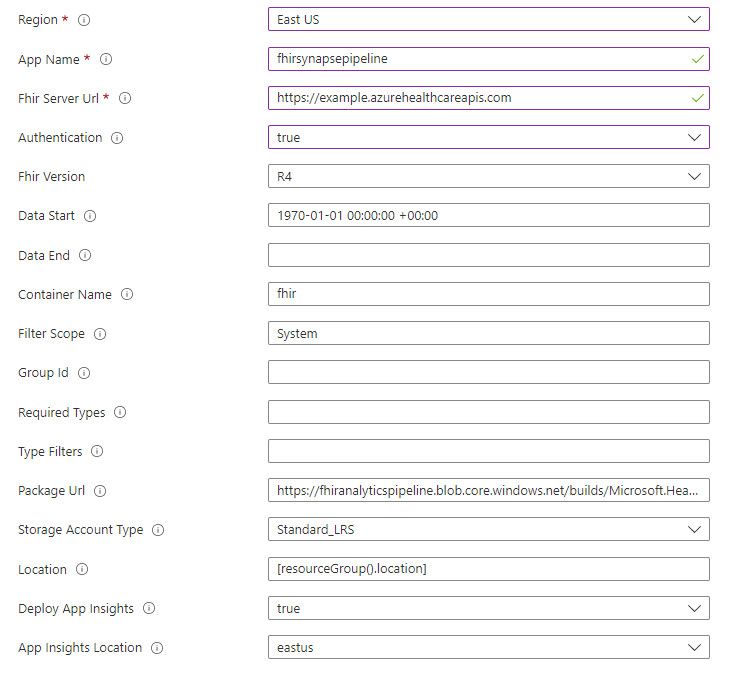 Region * East US
App Name * fhirsynapsepipeline
Fhir Server Url * https://example.azurehealthcareapis.com
Authentication true
Fhir Version R4
Data Start 1970-01-01 00:00:00 +00:00
Data End
Container Name fhir
Filter Scope System
Group Id
Required Types
Type Filters
Package Url https://fhiranalyticspipeline.blob.core.windows.net/builds/Microsoft.Hea...
Storage Account Type Standard_LRS
Location [resourceGroup().location]
Deploy App Insights true
App Insights Location eastus